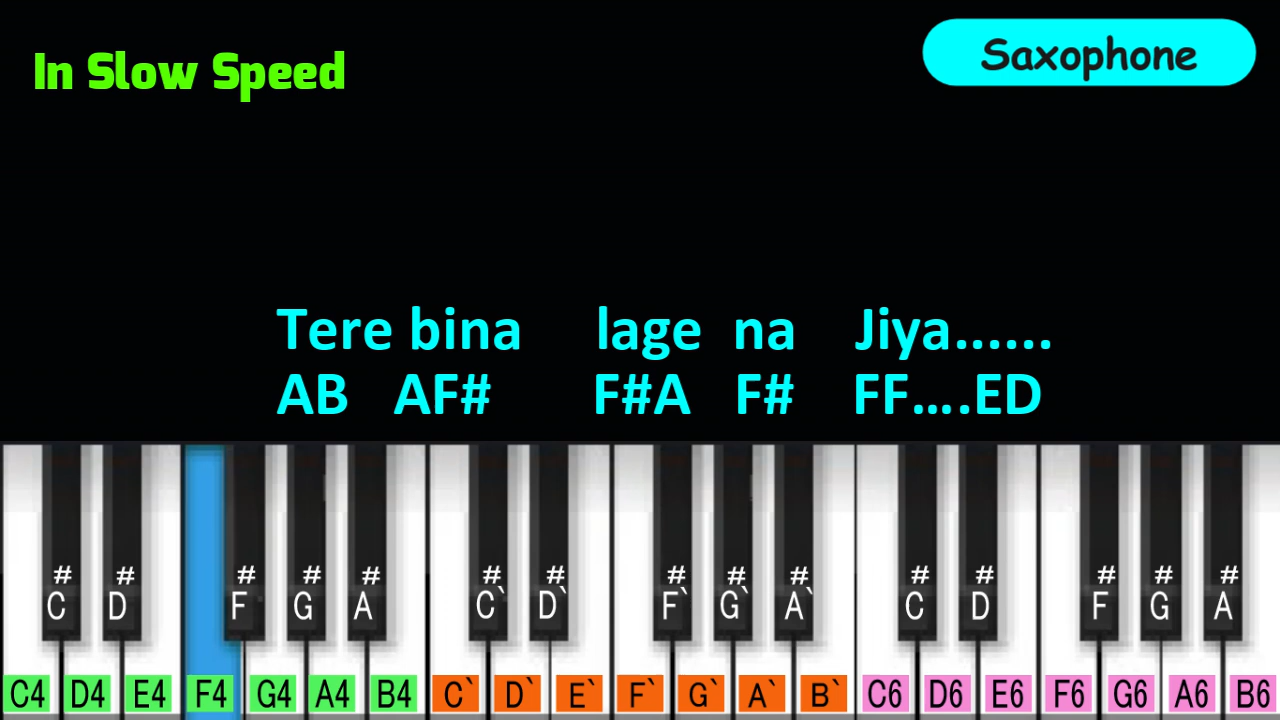 In Slow Speed
Saxophone
Tere bina lage na Jiya......
AB AF# F#A F# FF....ED
# # # # # # # # # # # # # # #
C D F G A C` D` F` G` A` C D F G A
C4 D4 E4 F4 G4 A4 B4 C` D` E` F` G` A` B` C6 D6 E6 F6 G6 A6 B6